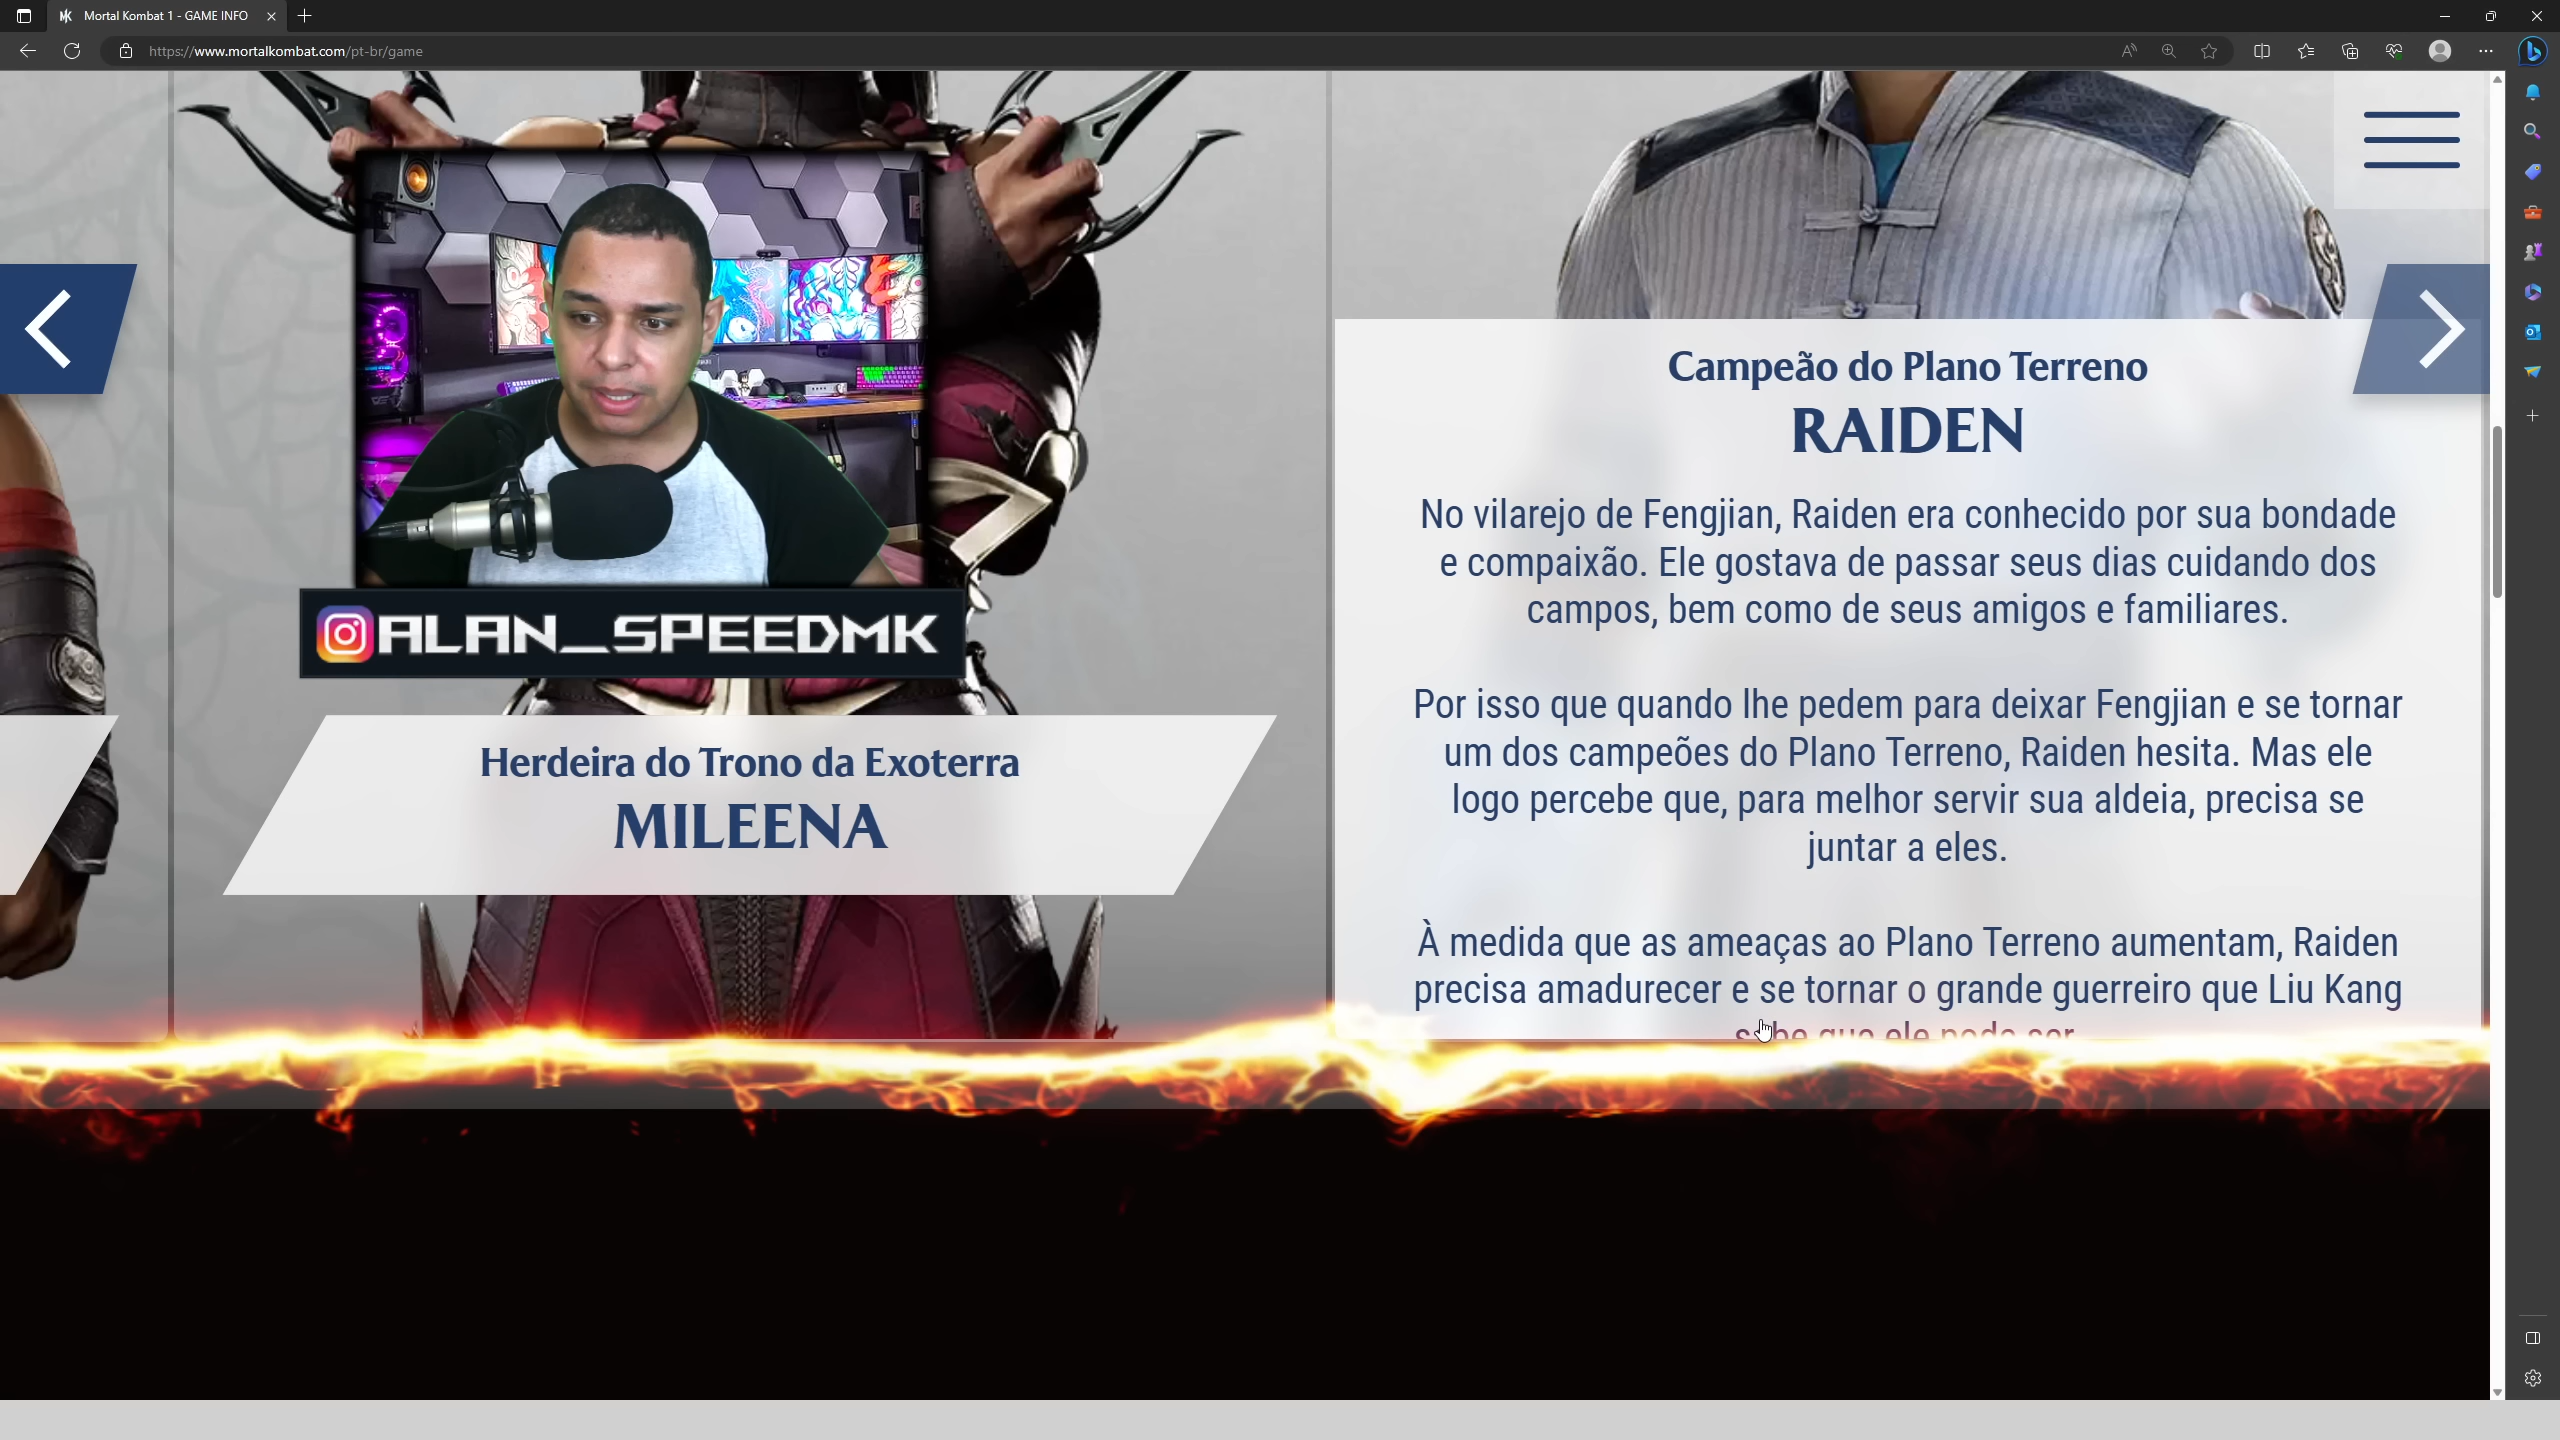 Mortal Kombat 1 - GAME INFO
https://www.mortalkombat.com/pt-br/game
ALAN_SPEEDMK
Herdeira do Trono da Exoterra
MILEENA
Campeão do Plano Terreno
RAIDEN
No vilarejo de Fengjian, Raiden era conhecido por sua bondade
e compaixão. Ele gostava de passar seus dias cuidando dos
campos, bem como de seus amigos e familiares.
Por isso que quando lhe pedem para deixar Fengjian e se tornar
um dos campeões do Plano Terreno, Raiden hesita. Mas ele
logo percebe que, para melhor servir sua aldeia, precisa se
juntar a eles.
À medida que as ameaças ao Plano Terreno aumentam, Raiden
precisa amadurecer e se tornar o grande guerreiro que Liu Kang
sabe que ele pode ser.